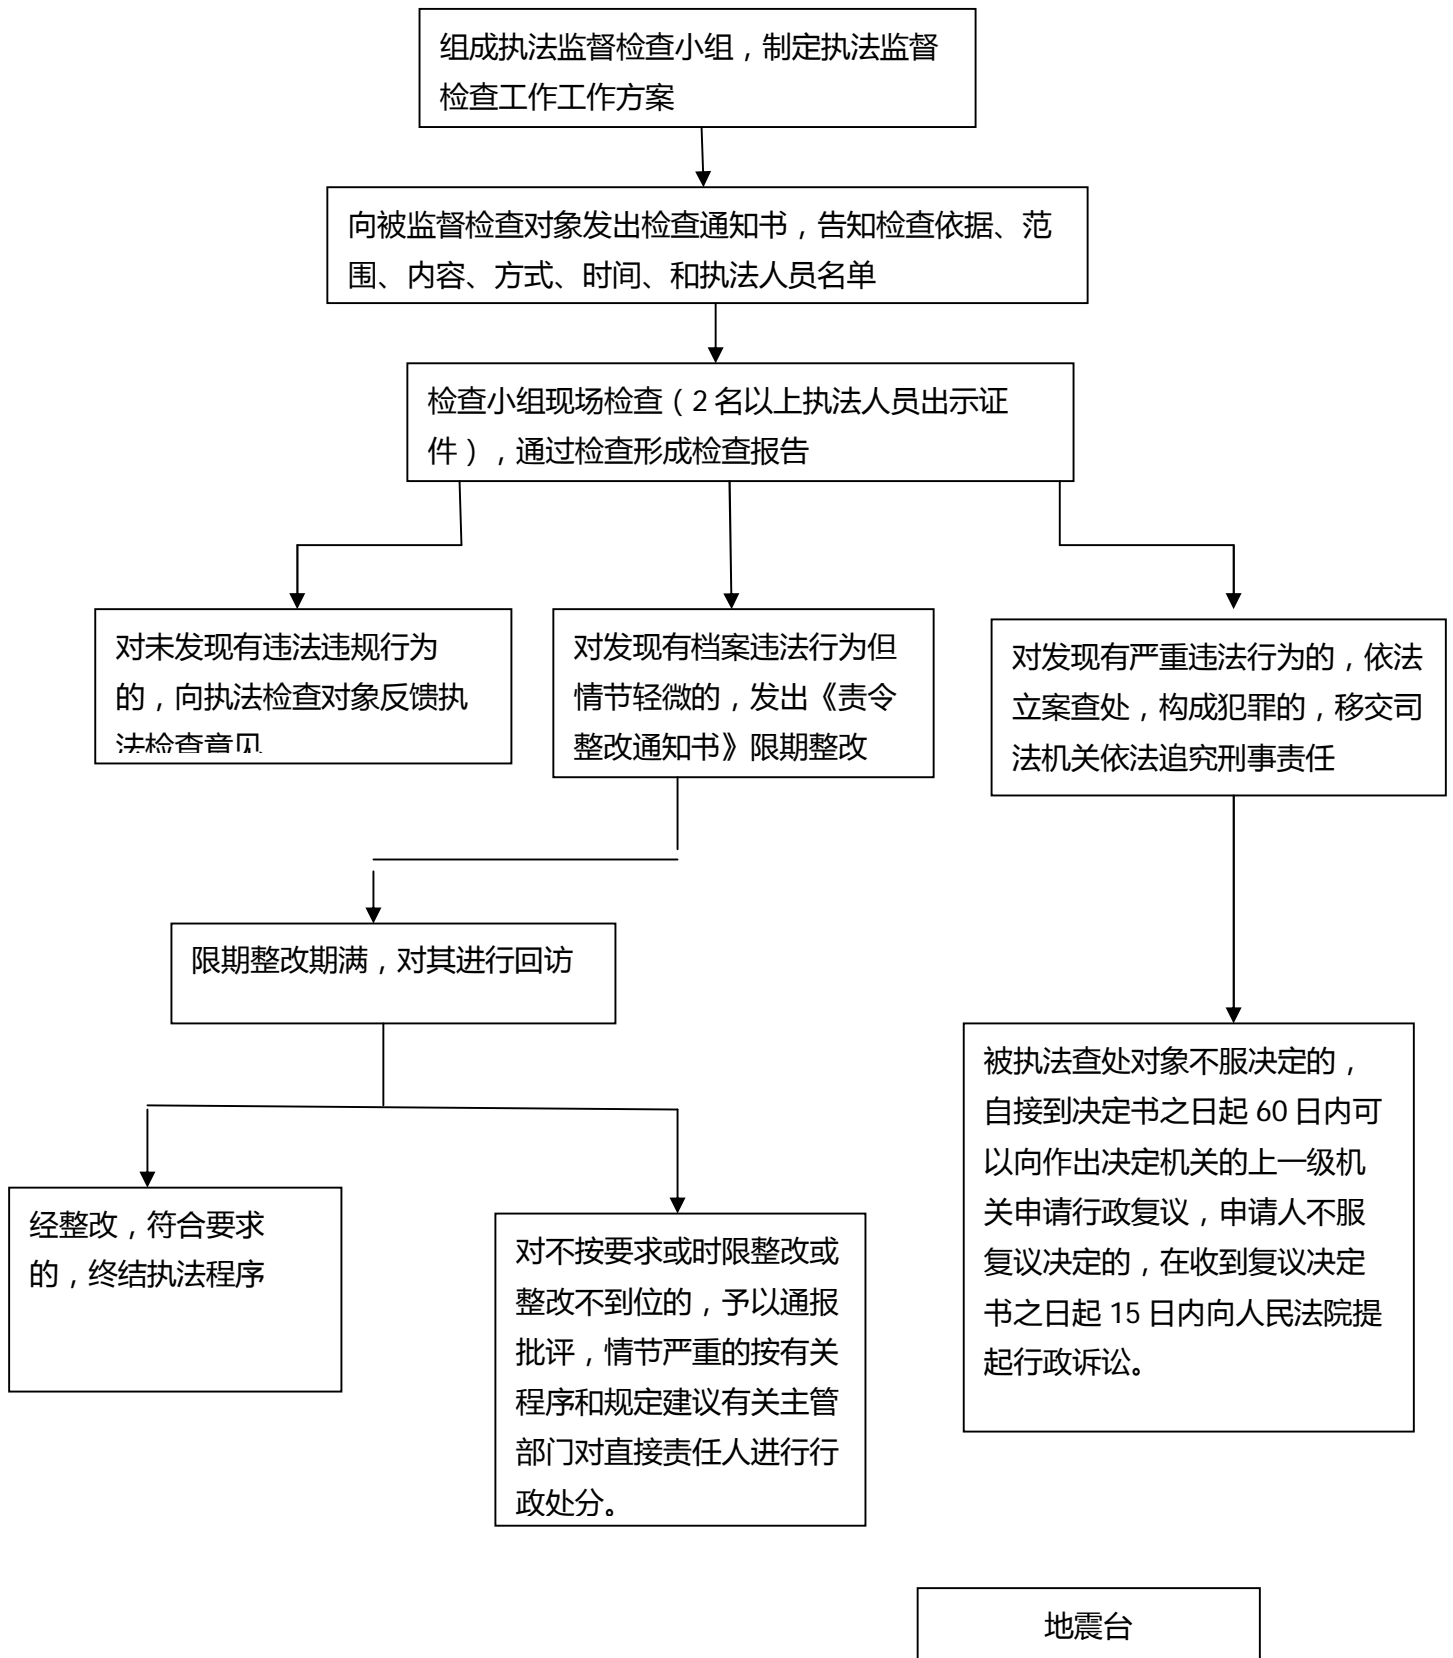 组成执法监督检查小组，制定执法监督
检查工作工作方案
向被监督检查对象发出检查通知书，告知检查依据、范
围、内容、方式、时间、和执法人员名单
检查小组现场检查（2 名以上执法人员出示证
件），通过检查形成检查报告
对未发现有违法违规行为
的，向执法检查对象反馈执
法检查意见
对发现有档案违法行为但
情节轻微的，发出《责令
整改通知书》限期整改
对发现有严重违法行为的，依法
立案查处，构成犯罪的，移交司
法机关依法追究刑事责任
限期整改期满，对其进行回访
被执法查处对象不服决定的，
自接到决定书之日起 60 日内可
以向作出决定机关的上一级机
关申请行政复议，申请人不服
复议决定的，在收到复议决定
书之日起 15 日内向人民法院提
起行政诉讼。
经整改，符合要求
的，终结执法程序
对不按要求或时限整改或
整改不到位的，予以通报
批评，情节严重的按有关
程序和规定建议有关主管
部门对直接责任人进行行
政处分。
地震台